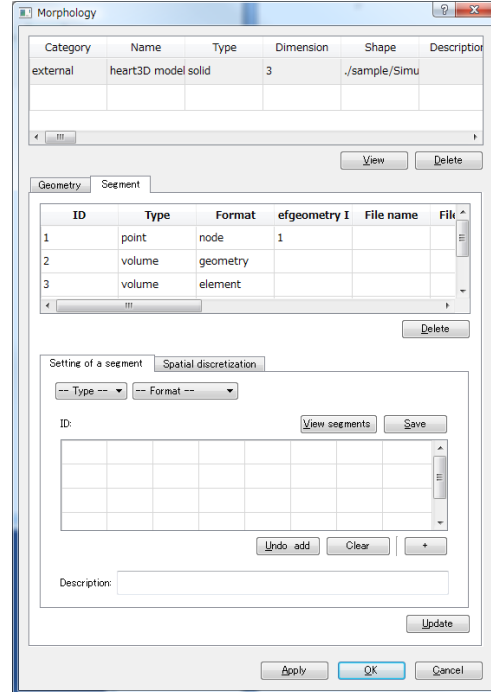 Morphology
Category Name Type Dimension Shape Description
external heart3D model solid 3 ./sample/Simu
View Delete
Geometry Segment
ID Type Format efgeometry I File name File
1 point node 1
2 volume geometry
3 volume element
Delete
Setting of a segment Spatial discretization
-- Type -- -- Format --
ID: View segments Save
Undo add Clear +
Description:
Update
Apply OK Cancel